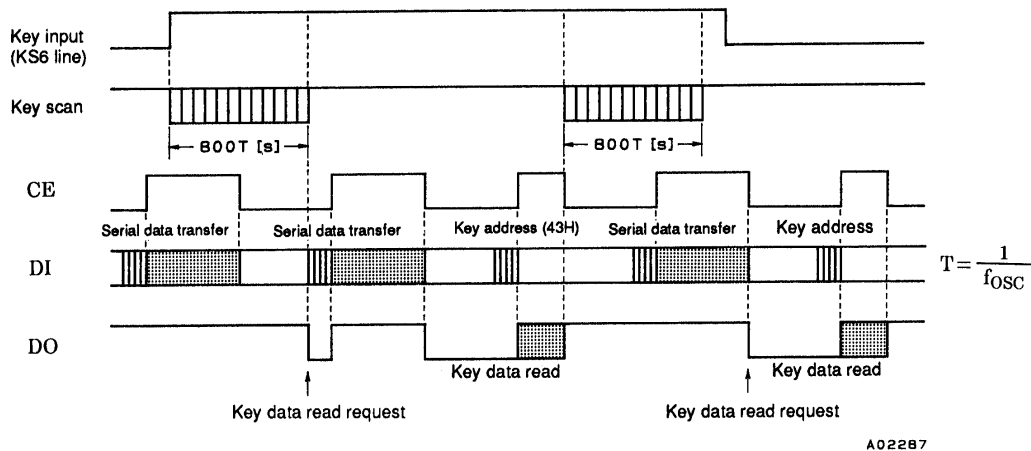 Key input
(KS6 line)
Key scan
800T [s]
800T [s]
CE
Serial data transfer
Serial data transfer
Key address (43H)
Serial data transfer
Key address
DI
T = 1
fOSC
DO
Key data read
Key data read
Key data read request
Key data read request
A02287